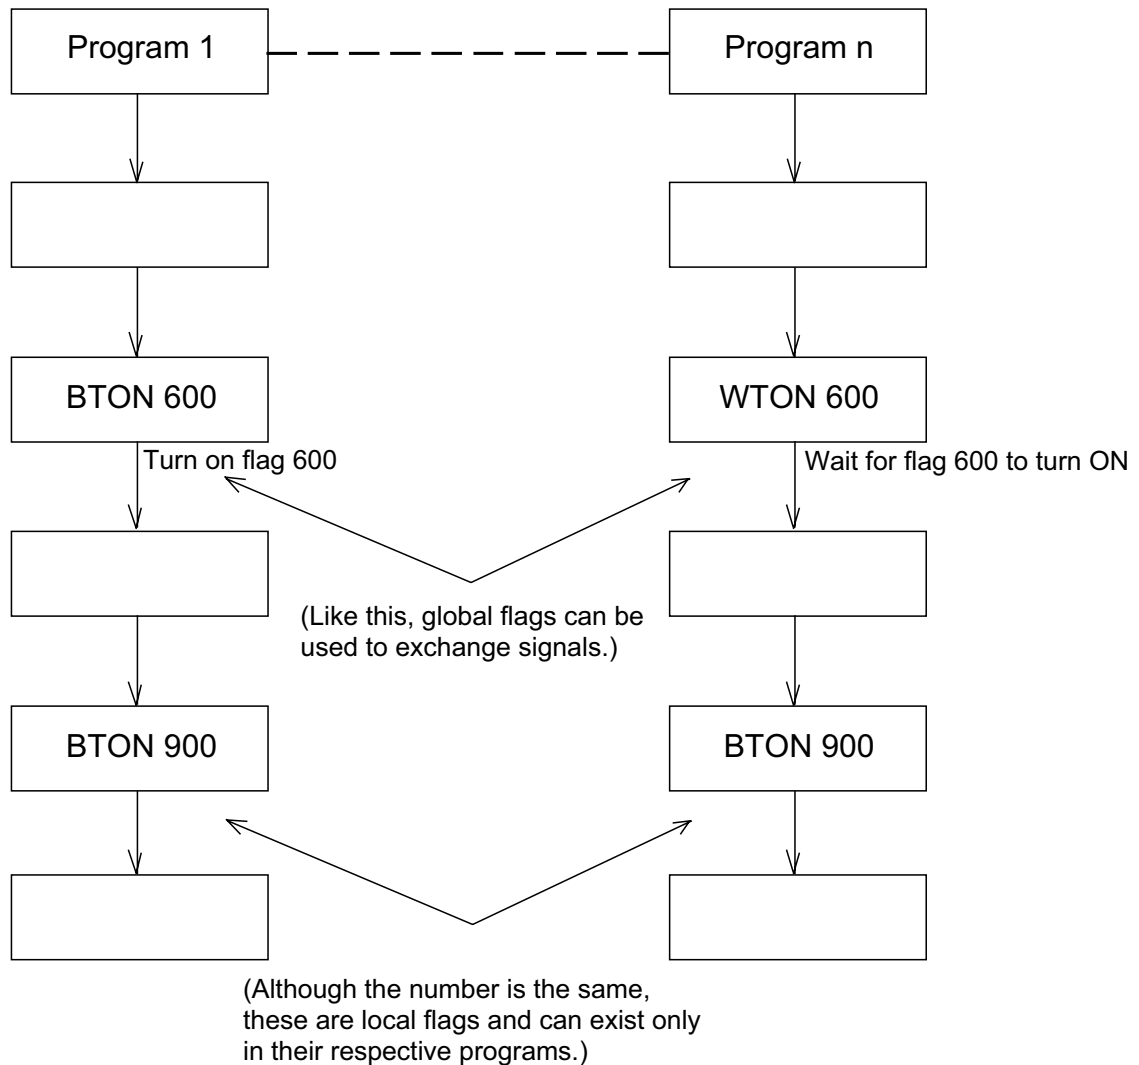 Program 1
Program n
BTON 600
WTON 600
Turn on flag 600
Wait for flag 600 to turn ON
(Like this, global flags can be
used to exchange signals.)
BTON 900
BTON 900
(Although the number is the same,
these are local flags and can exist only
in their respective programs.)